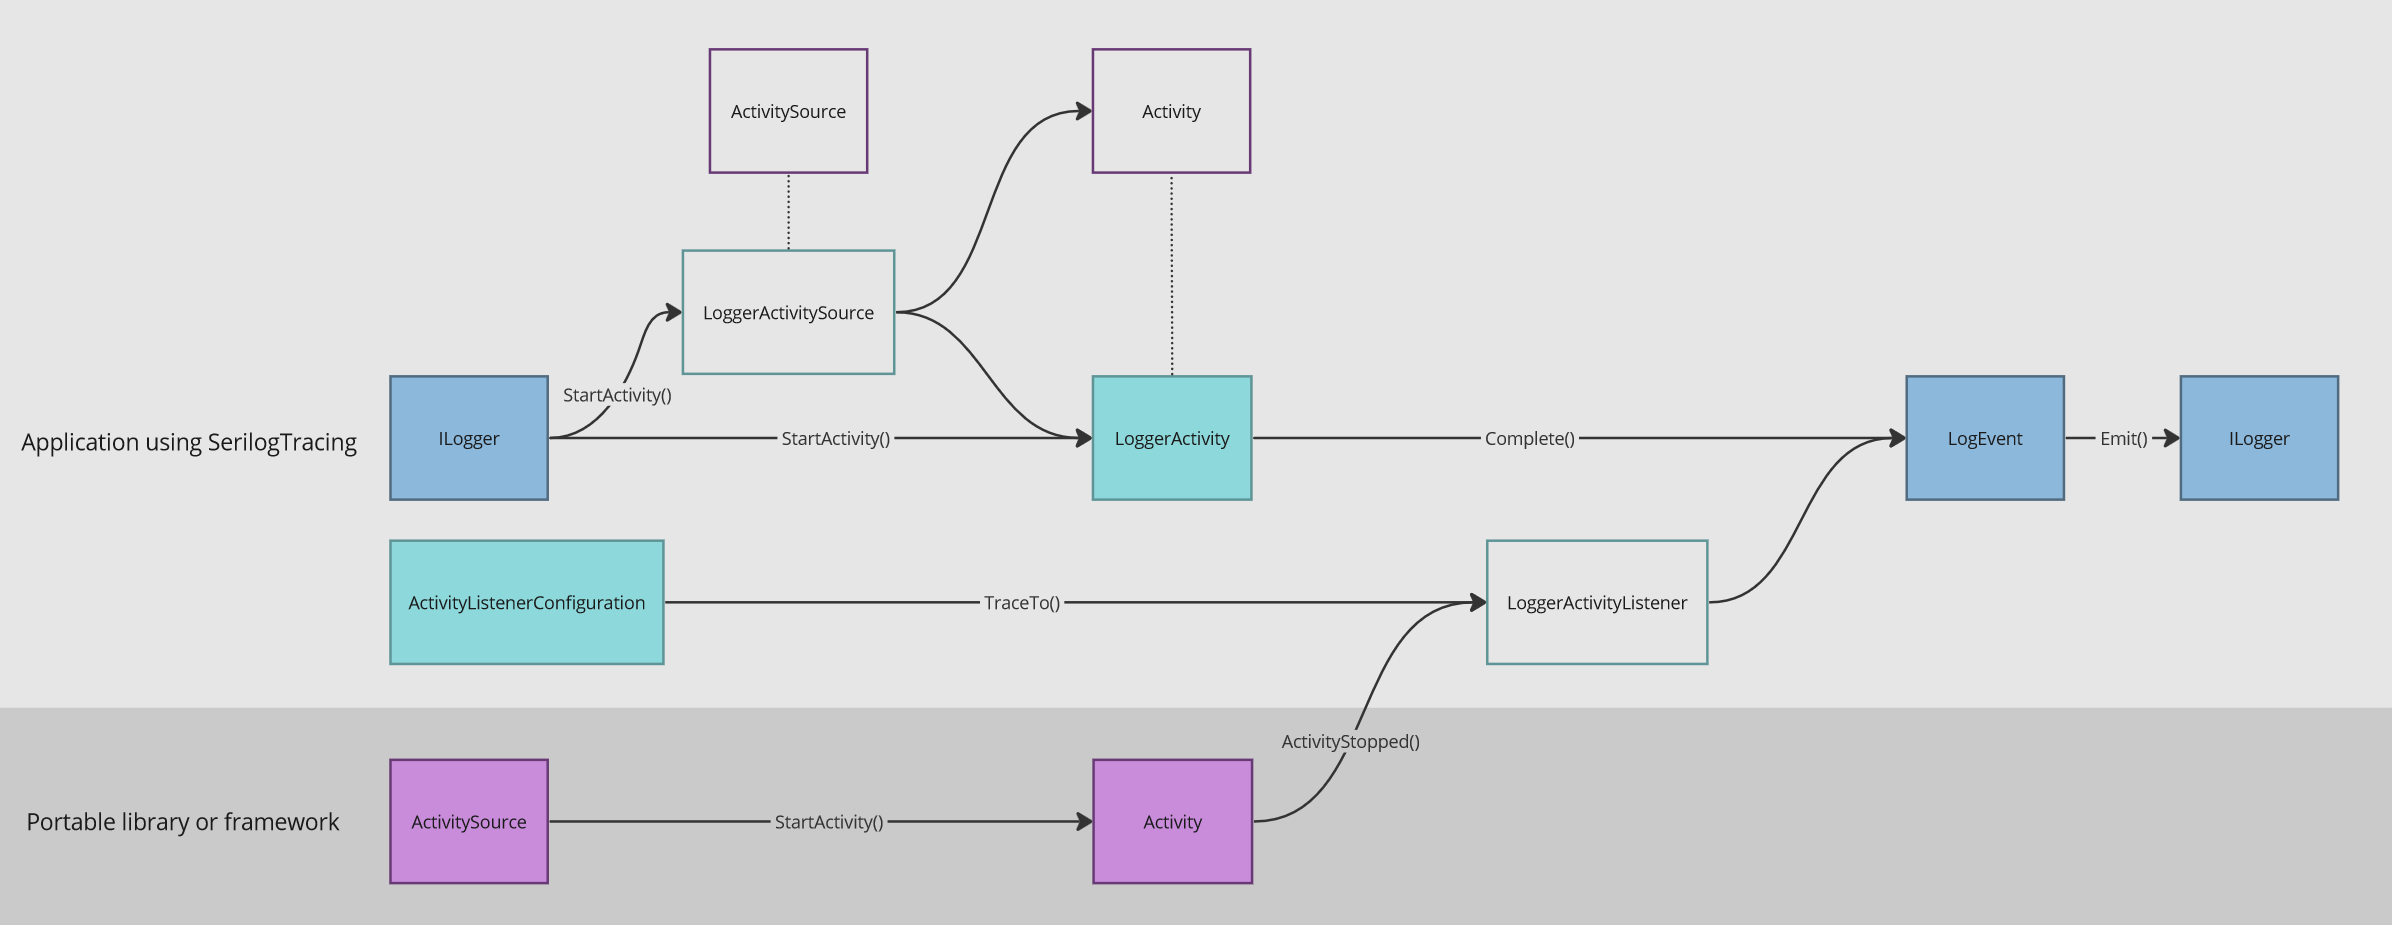 ActivitySource
Activity
LoggerActivitySource
StartActivity()
Application using SerilogTracing
ILogger
StartActivity()
LoggerActivity
Complete()
LogEvent
Emit()
ILogger
ActivityListenerConfiguration
TraceTo()
LoggerActivityListener
ActivityStopped()
Portable library or framework
ActivitySource
StartActivity()
Activity